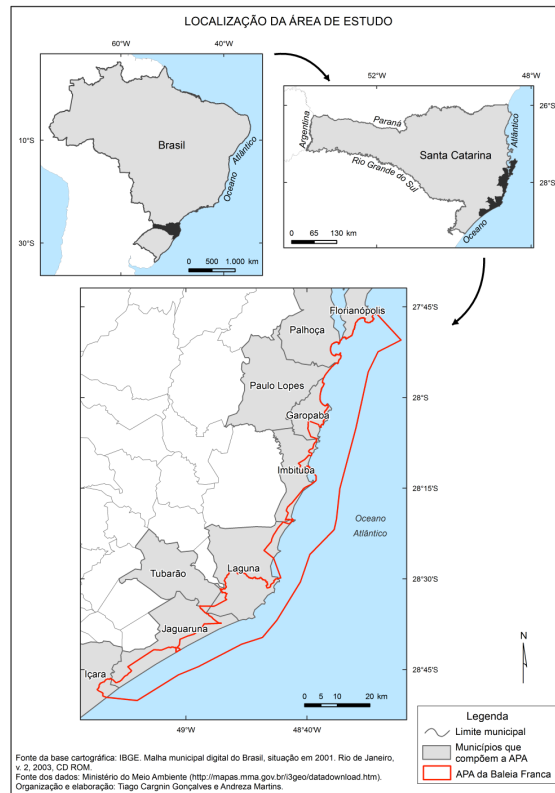 LOCALIZAÇÃO DA ÁREA DE ESTUDO
60°W
40°W
10°S
30°S
Brasil
Oceano
Atlântico
0 500 1.000 km
52°W
48°W
26°S
28°S
Argentina
Paraná
Santa Catarina
Rio Grande do Sul
Atlântico
Oceano
0 65 130 km
Florianópolis
Palhoça
Paulo Lopes
Garopaba
Imbituba
Laguna
Tubarão
Jaguaruna
Içara
Oceano
Atlântico
27°45'S
28°S
28°15'S
28°30'S
28°45'S
0 5 10 20 km
49°W
48°40'W
N
Legenda
Limite municipal
Municípios que
compõem a APA
APA da Baleia Franca
Fonte da base cartográfica: IBGE. Malha municipal digital do Brasil, situação em 2001. Rio de Janeiro,
v. 2, 2003, CD ROM.
Fonte dos dados: Ministério do Meio Ambiente (http://mapas.mma.gov.br/i3geo/datadownload.htm).
Organização e elaboração: Tiago Cargnin Gonçalves e Andreza Martins.